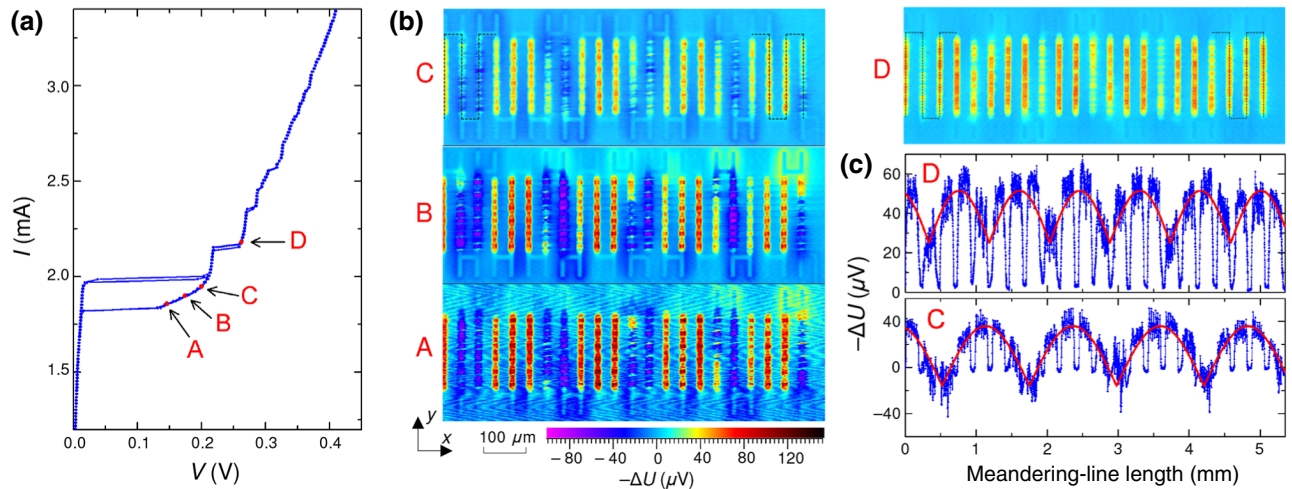 (a)
I (mA)
3.0
2.5
2.0
1.5
D
C
B
A
0.0 0.1 0.2 0.3 0.4
V (V)
(b)
C
B
A
y
x
100 μm
−80 −40 0 40 80 120
−ΔU (μV)
D
(c)
D
60
40
20
0
C
40
0
−40
−ΔU (μV)
0 1 2 3 4 5
Meandering-line length (mm)